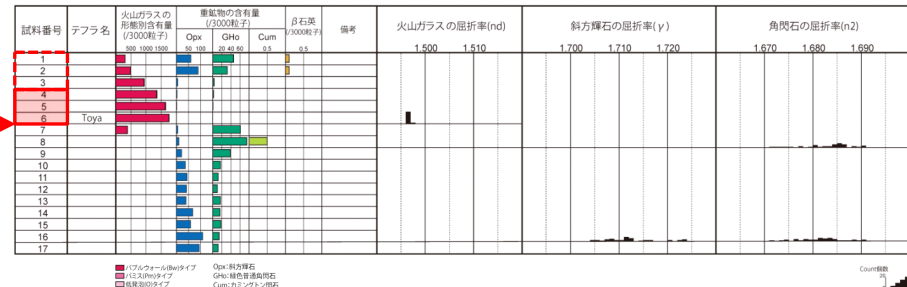 試料番号 テフラ名 火山ガラスの形態別含有量(/3000粒子) 重鉱物の含有量(/3000粒子) β石英(/3000粒子) 備考 火山ガラスの屈折率(nd) 斜方輝石の屈折率(γ) 角閃石の屈折率(n2)
500 1000 1500 Opx 50 100 GHo 20 40 60 Cum 0.5 0.5 1.500 1.510 1.700 1.710 1.720 1.670 1.680 1.690
1
2
3
4
5
6 Toya
7
8
9
10
11
12
13
14
15
16
17
バブルウォール(Bw)タイプ Opx:斜方輝石
パミス(Pm)タイプ GHo:緑色普通角閃石
低発泡(O)タイプ Cum:カミングトン閃石
Count個数
20